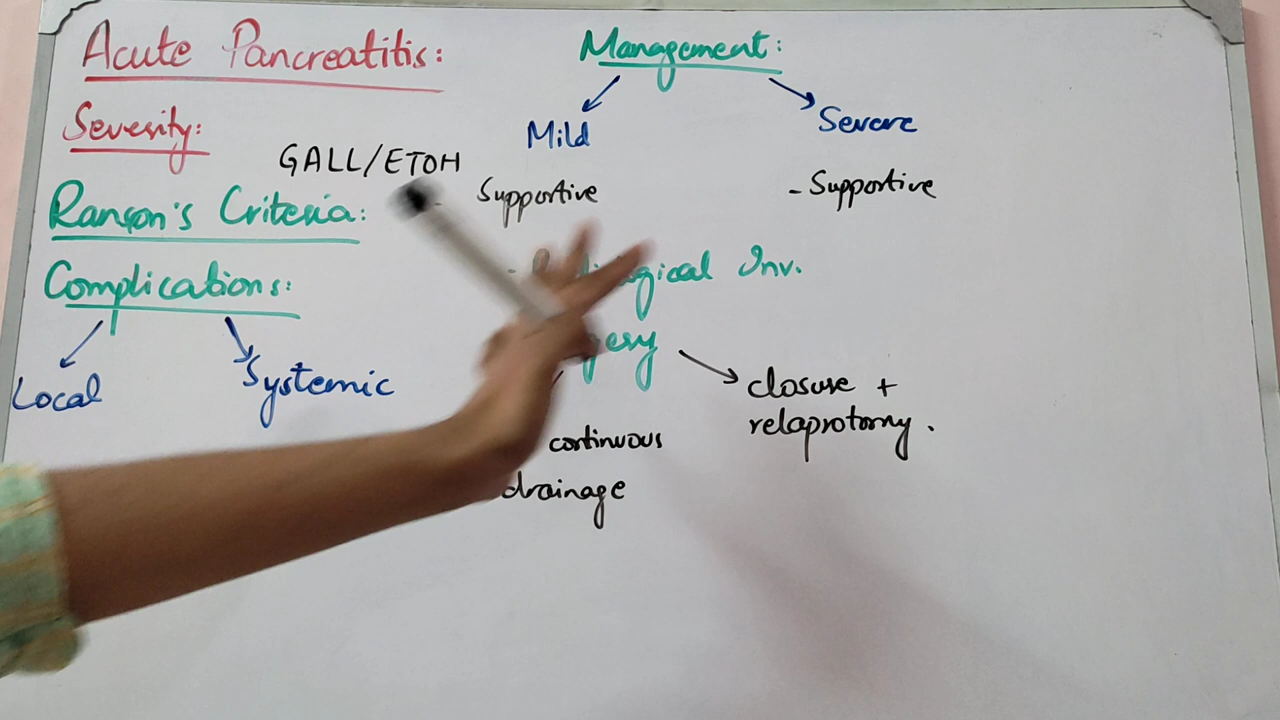 Acute Pancreatitis:
Severity:
GALL/ETOH
Ranson's Criteria:
Complications:
Local
Systemic
Management:
Mild
Severe
Supportive
- Supportive
Inv.
closure +
relaprotomy.
continuous
drainage